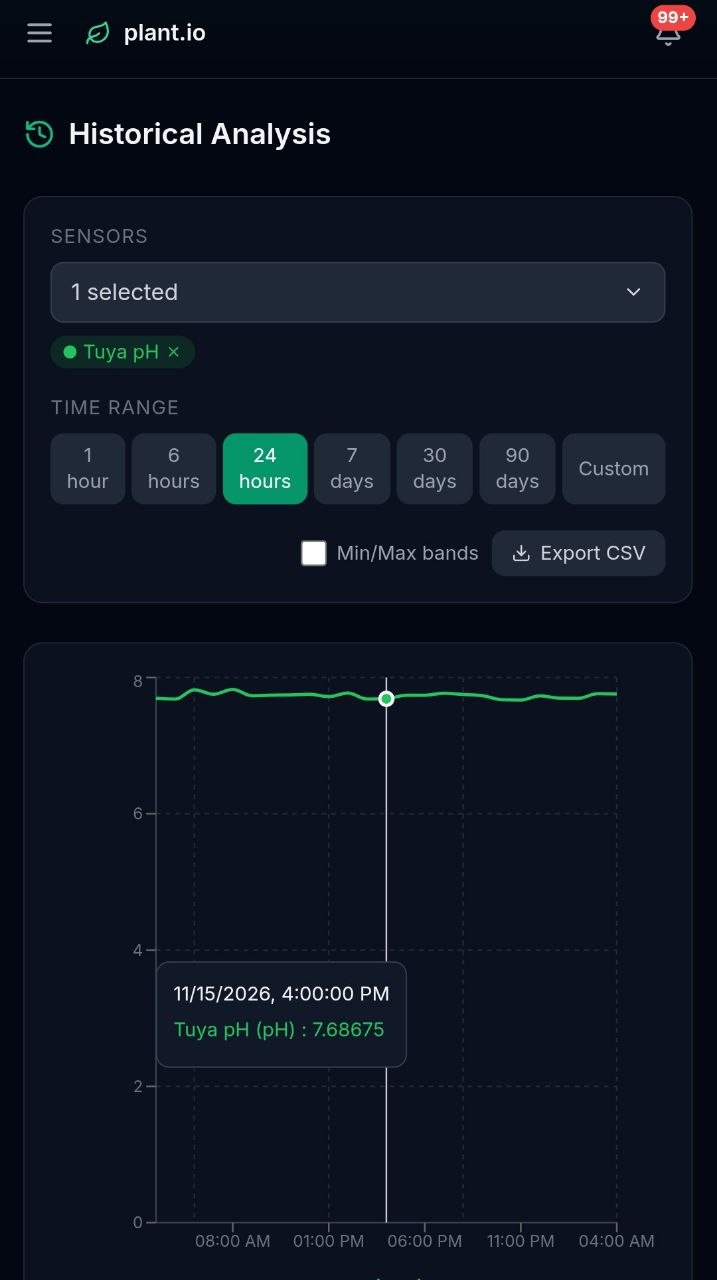 plant.io
99+
Historical Analysis
SENSORS
1 selected
Tuya pH ×
TIME RANGE
1 hour
6 hours
24 hours
7 days
30 days
90 days
Custom
Min/Max bands
Export CSV
8
6
4
11/15/2026, 4:00:00 PM
Tuya pH (pH) : 7.68675
2
0
08:00 AM 01:00 PM 06:00 PM 11:00 PM 04:00 AM